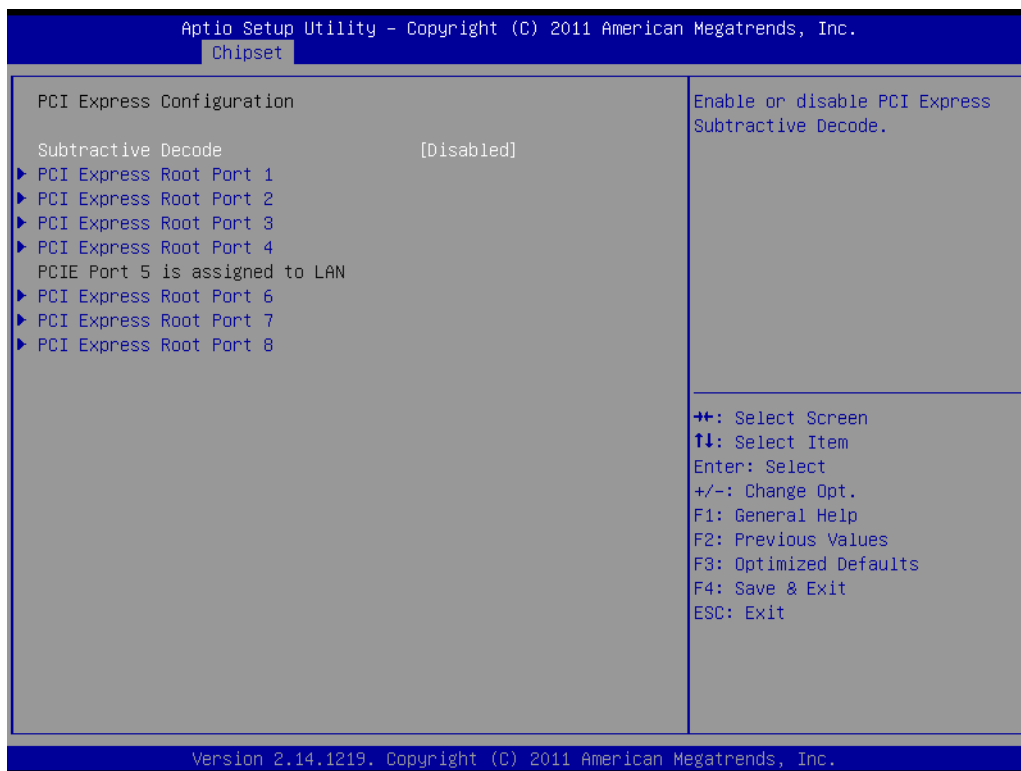 Aptio Setup Utility – Copyright (C) 2011 American Megatrends, Inc.
Chipset
PCI Express Configuration
Subtractive Decode [Disabled]
PCI Express Root Port 1
PCI Express Root Port 2
PCI Express Root Port 3
PCI Express Root Port 4
PCIE Port 5 is assigned to LAN
PCI Express Root Port 6
PCI Express Root Port 7
PCI Express Root Port 8
Enable or disable PCI Express
Subtractive Decode.
→←: Select Screen
↑↓: Select Item
Enter: Select
+/-: Change Opt.
F1: General Help
F2: Previous Values
F3: Optimized Defaults
F4: Save & Exit
ESC: Exit
Version 2.14.1219. Copyright (C) 2011 American Megatrends, Inc.